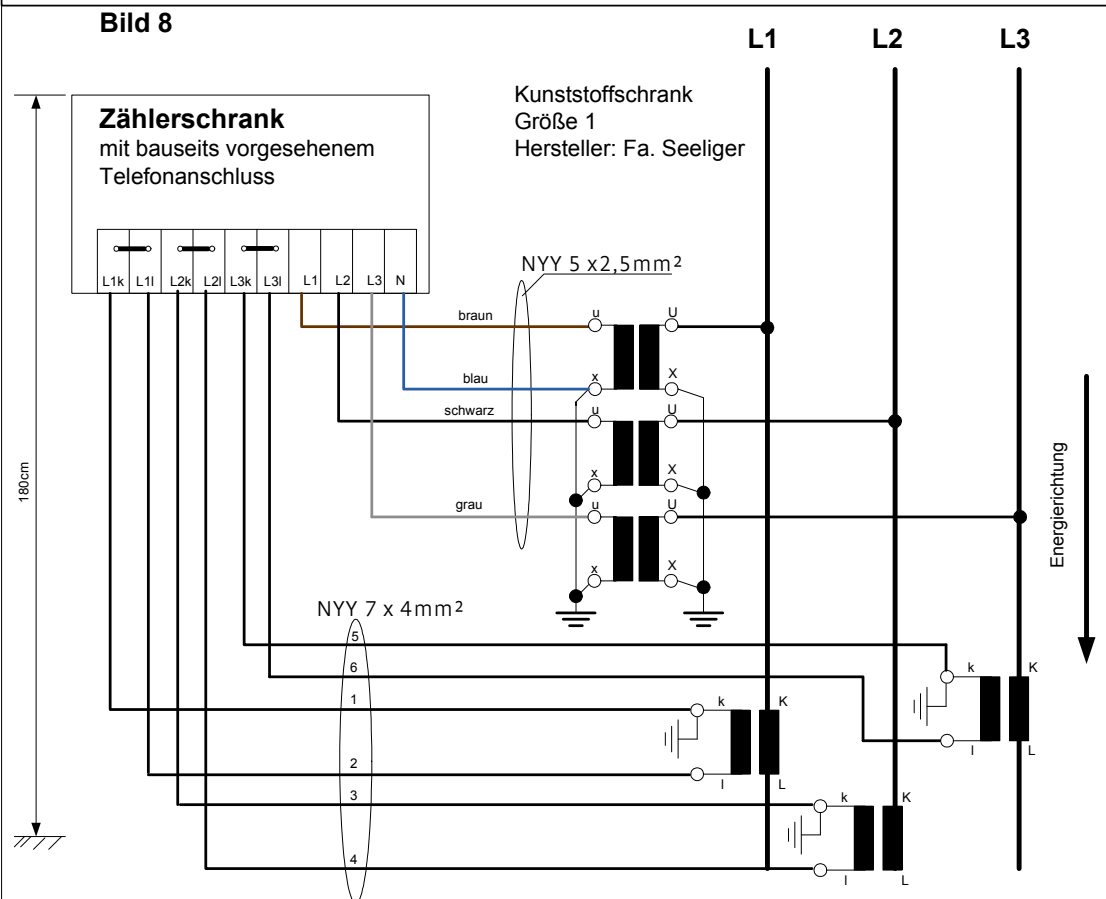 Bild 8
L1 L2 L3
Zählerschrank
mit bauseits vorgesehenem
Telefonanschluss
Kunststoffschrank
Größe 1
Hersteller: Fa. Seeliger
L1k L1l L2k L2l L3k L3l L1 L2 L3 N
NYY 5 x2,5mm²
braun
u U
blau
x X
schwarz
u U
x X
grau
u U
x X
180cm
Energierichtung
NYY 7 x 4mm²
5
6
1
2
3
4
k K
l L
k K
l L
k K
l L